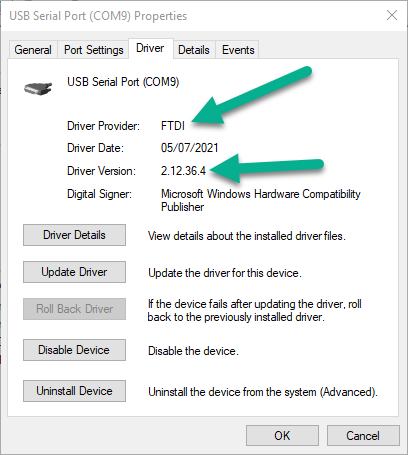 USB Serial Port (COM9) Properties
General Port Settings Driver Details Events
USB Serial Port (COM9)
Driver Provider: FTDI
Driver Date: 05/07/2021
Driver Version: 2.12.36.4
Digital Signer: Microsoft Windows Hardware Compatibility
Publisher
Driver Details View details about the installed driver files.
Update Driver Update the driver for this device.
Roll Back Driver If the device fails after updating the driver, roll
back to the previously installed driver.
Disable Device Disable the device.
Uninstall Device Uninstall the device from the system (Advanced).
OK Cancel